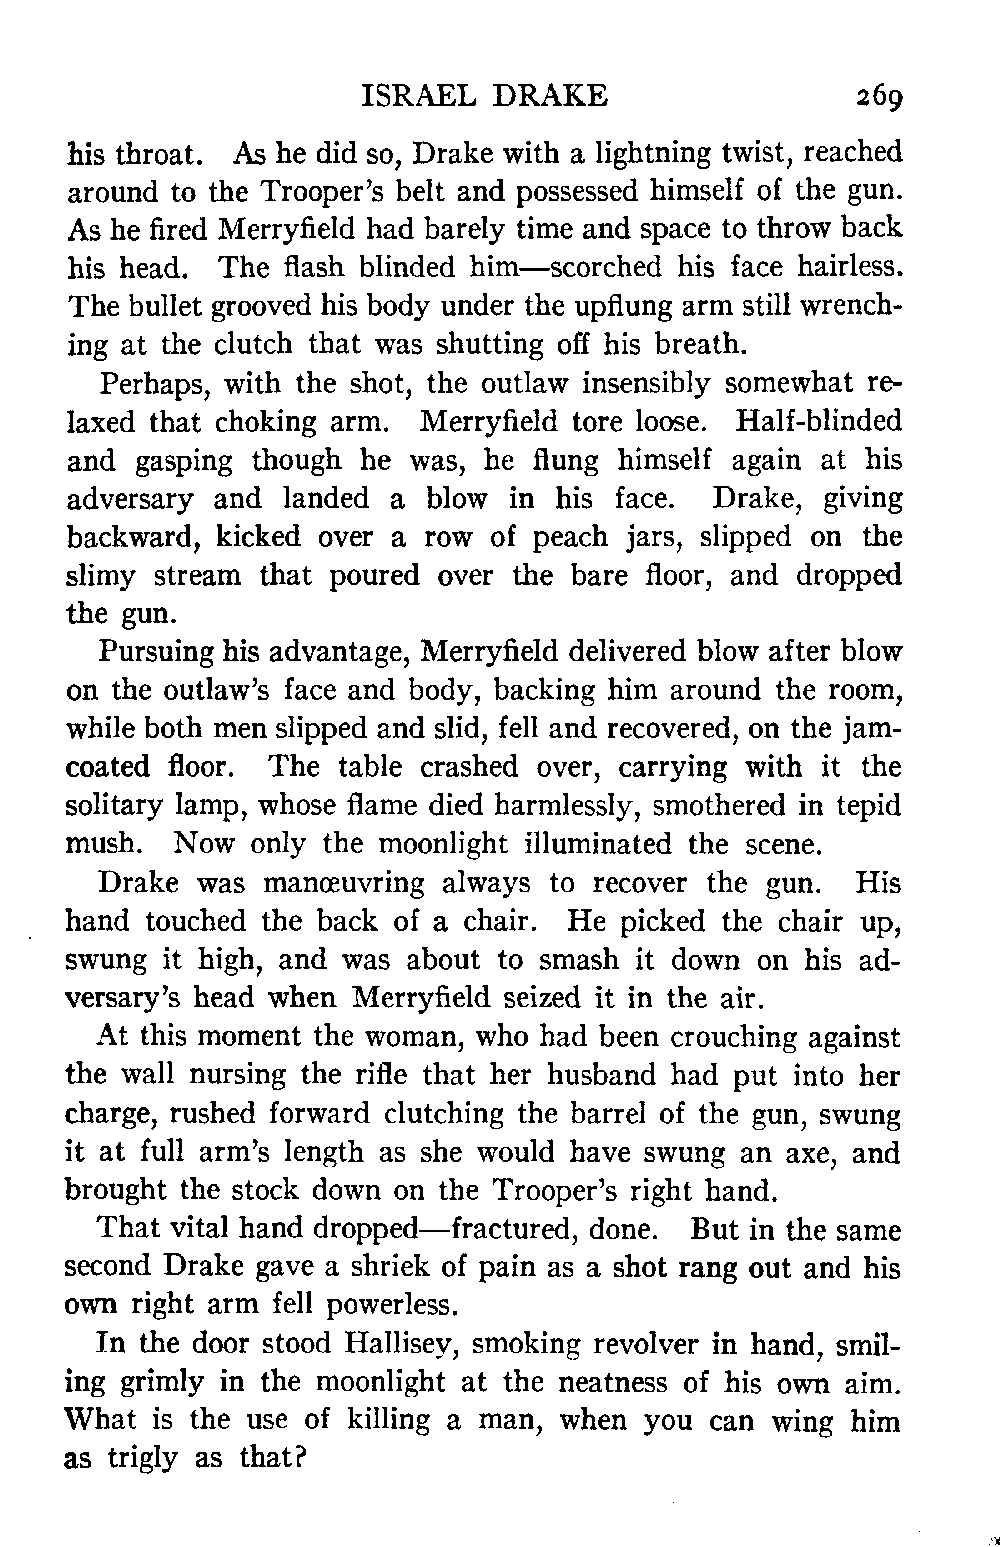 ISRAEL DRAKE 269
his throat. As he did so, Drake with a lightning twist, reached
around to the Trooper's belt and possessed himself of the gun.
As he fired Merryfield had barely time and space to throw back
his head. The flash blinded him—scorched his face hairless.
The bullet grooved his body under the upflung arm still wrench-
ing at the clutch that was shutting off his breath.
Perhaps, with the shot, the outlaw insensibly somewhat re-
laxed that choking arm. Merryfield tore loose. Half-blinded
and gasping though he was, he flung himself again at his
adversary and landed a blow in his face. Drake, giving
backward, kicked over a row of peach jars, slipped on the
slimy stream that poured over the bare floor, and dropped
the gun.
Pursuing his advantage, Merryfield delivered blow after blow
on the outlaw's face and body, backing him around the room,
while both men slipped and slid, fell and recovered, on the jam-
coated floor. The table crashed over, carrying with it the
solitary lamp, whose flame died harmlessly, smothered in tepid
mush. Now only the moonlight illuminated the scene.
Drake was manœuvring always to recover the gun. His
hand touched the back of a chair. He picked the chair up,
swung it high, and was about to smash it down on his ad-
versary's head when Merryfield seized it in the air.
At this moment the woman, who had been crouching against
the wall nursing the rifle that her husband had put into her
charge, rushed forward clutching the barrel of the gun, swung
it at full arm's length as she would have swung an axe, and
brought the stock down on the Trooper's right hand.
That vital hand dropped—fractured, done. But in the same
second Drake gave a shriek of pain as a shot rang out and his
own right arm fell powerless.
In the door stood Hallisey, smoking revolver in hand, smil-
ing grimly in the moonlight at the neatness of his own aim.
What is the use of killing a man, when you can wing him
as trigly as that?